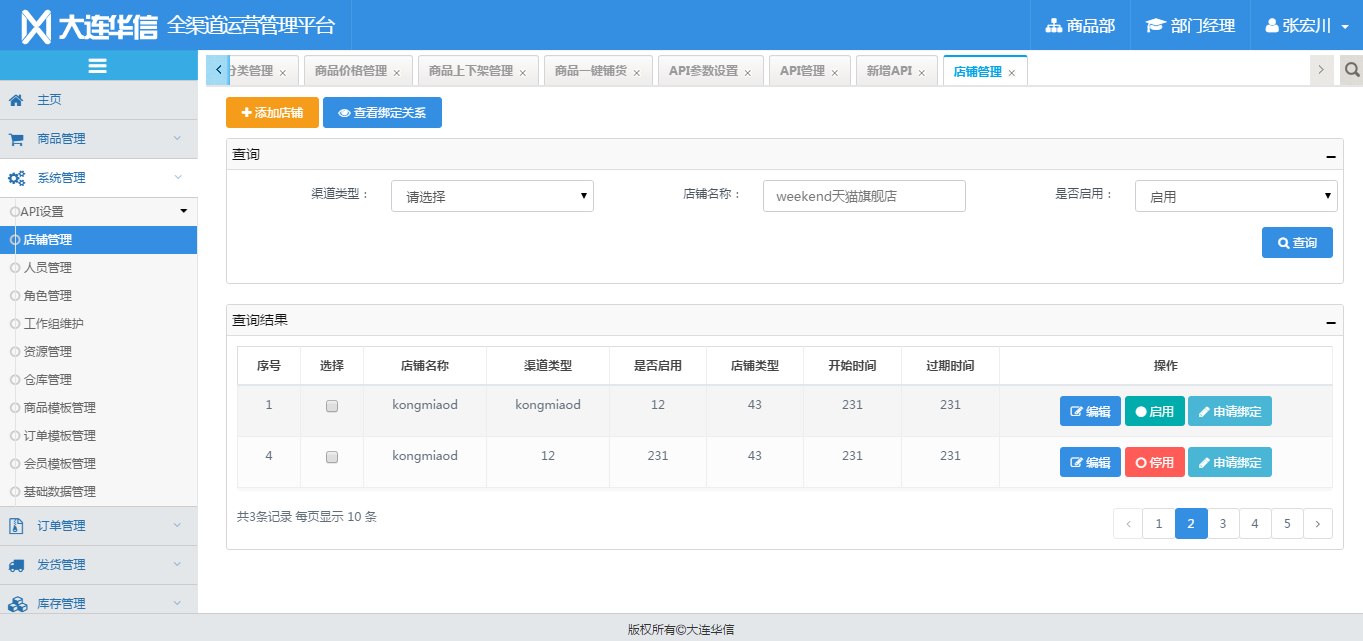 大连华信 全渠道运营管理平台 商品部 部门经理 张宏川
分类管理 × 商品价格管理 × 商品上下架管理 × 商品一键铺货 × API参数设置 × API管理 × 新增API × 店铺管理 ×
主页
商品管理
系统管理
API设置
店铺管理
人员管理
角色管理
工作组维护
资源管理
仓库管理
商品模板管理
订单模板管理
会员模板管理
基础数据管理
订单管理
发货管理
库存管理
添加店铺 查看绑定关系
查询
渠道类型： 请选择 店铺名称： weekend天猫旗舰店 是否启用： 启用
查询
查询结果
序号 选择 店铺名称 渠道类型 是否启用 店铺类型 开始时间 过期时间 操作
1 kongmiaod kongmiaod 12 43 231 231 编辑 启用 申请绑定
4 kongmiaod 12 231 43 231 231 编辑 停用 申请绑定
共3条记录 每页显示 10 条
‹ 1 2 3 4 5 ›
版权所有©大连华信